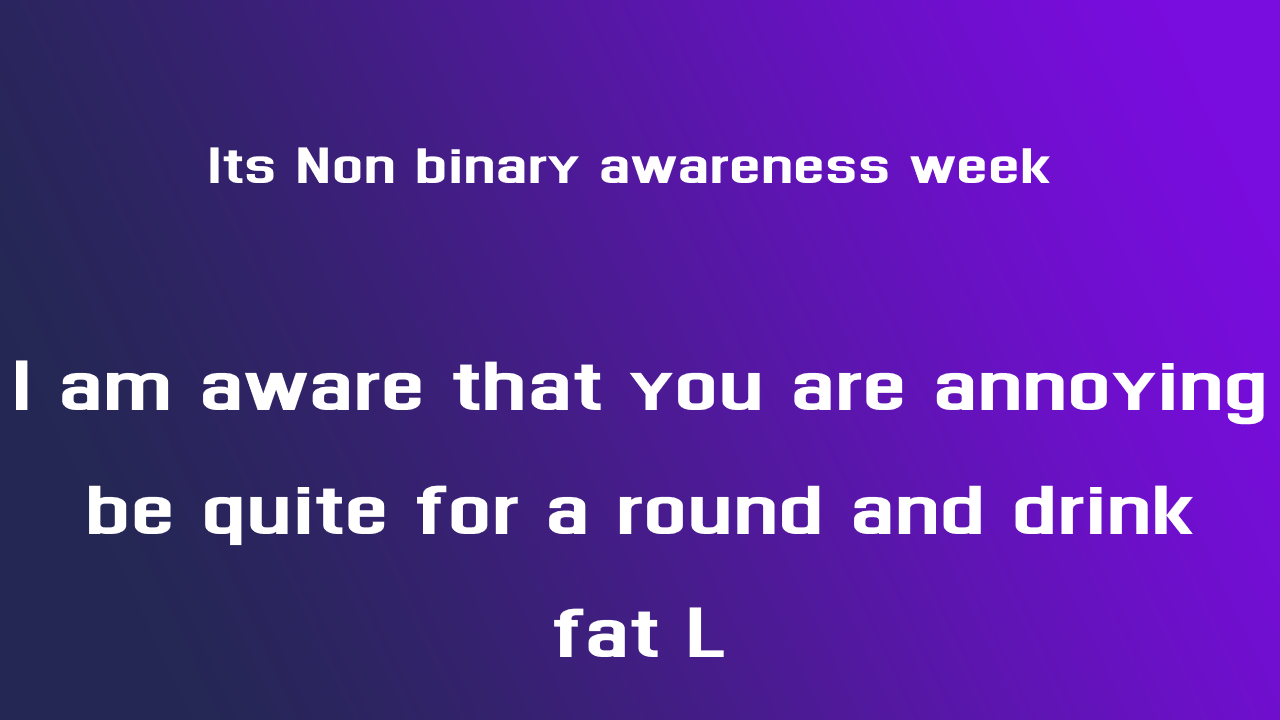 Its Non binary awareness week
I am aware that you are annoying
be quite for a round and drink
fat L